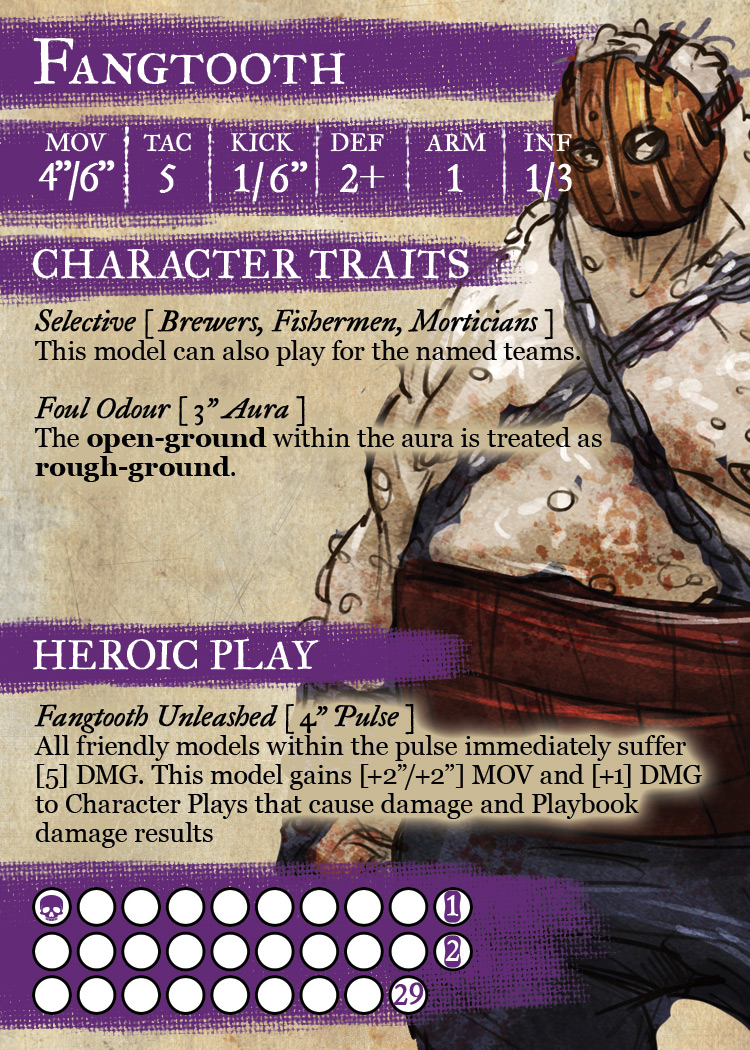 Fangtooth
MOV TAC KICK DEF ARM INF
4”/6” 5 1/6” 2+ 1 1/3
CHARACTER TRAITS
Selective [ Brewers, Fishermen, Morticians ]
This model can also play for the named teams.
Foul Odour [ 3” Aura ]
The open-ground within the aura is treated as
rough-ground.
HEROIC PLAY
Fangtooth Unleashed [ 4” Pulse ]
All friendly models within the pulse immediately suffer
[5] DMG. This model gains [+2”/+2”] MOV and [+1] DMG
to Character Plays that cause damage and Playbook
damage results
1
2
29